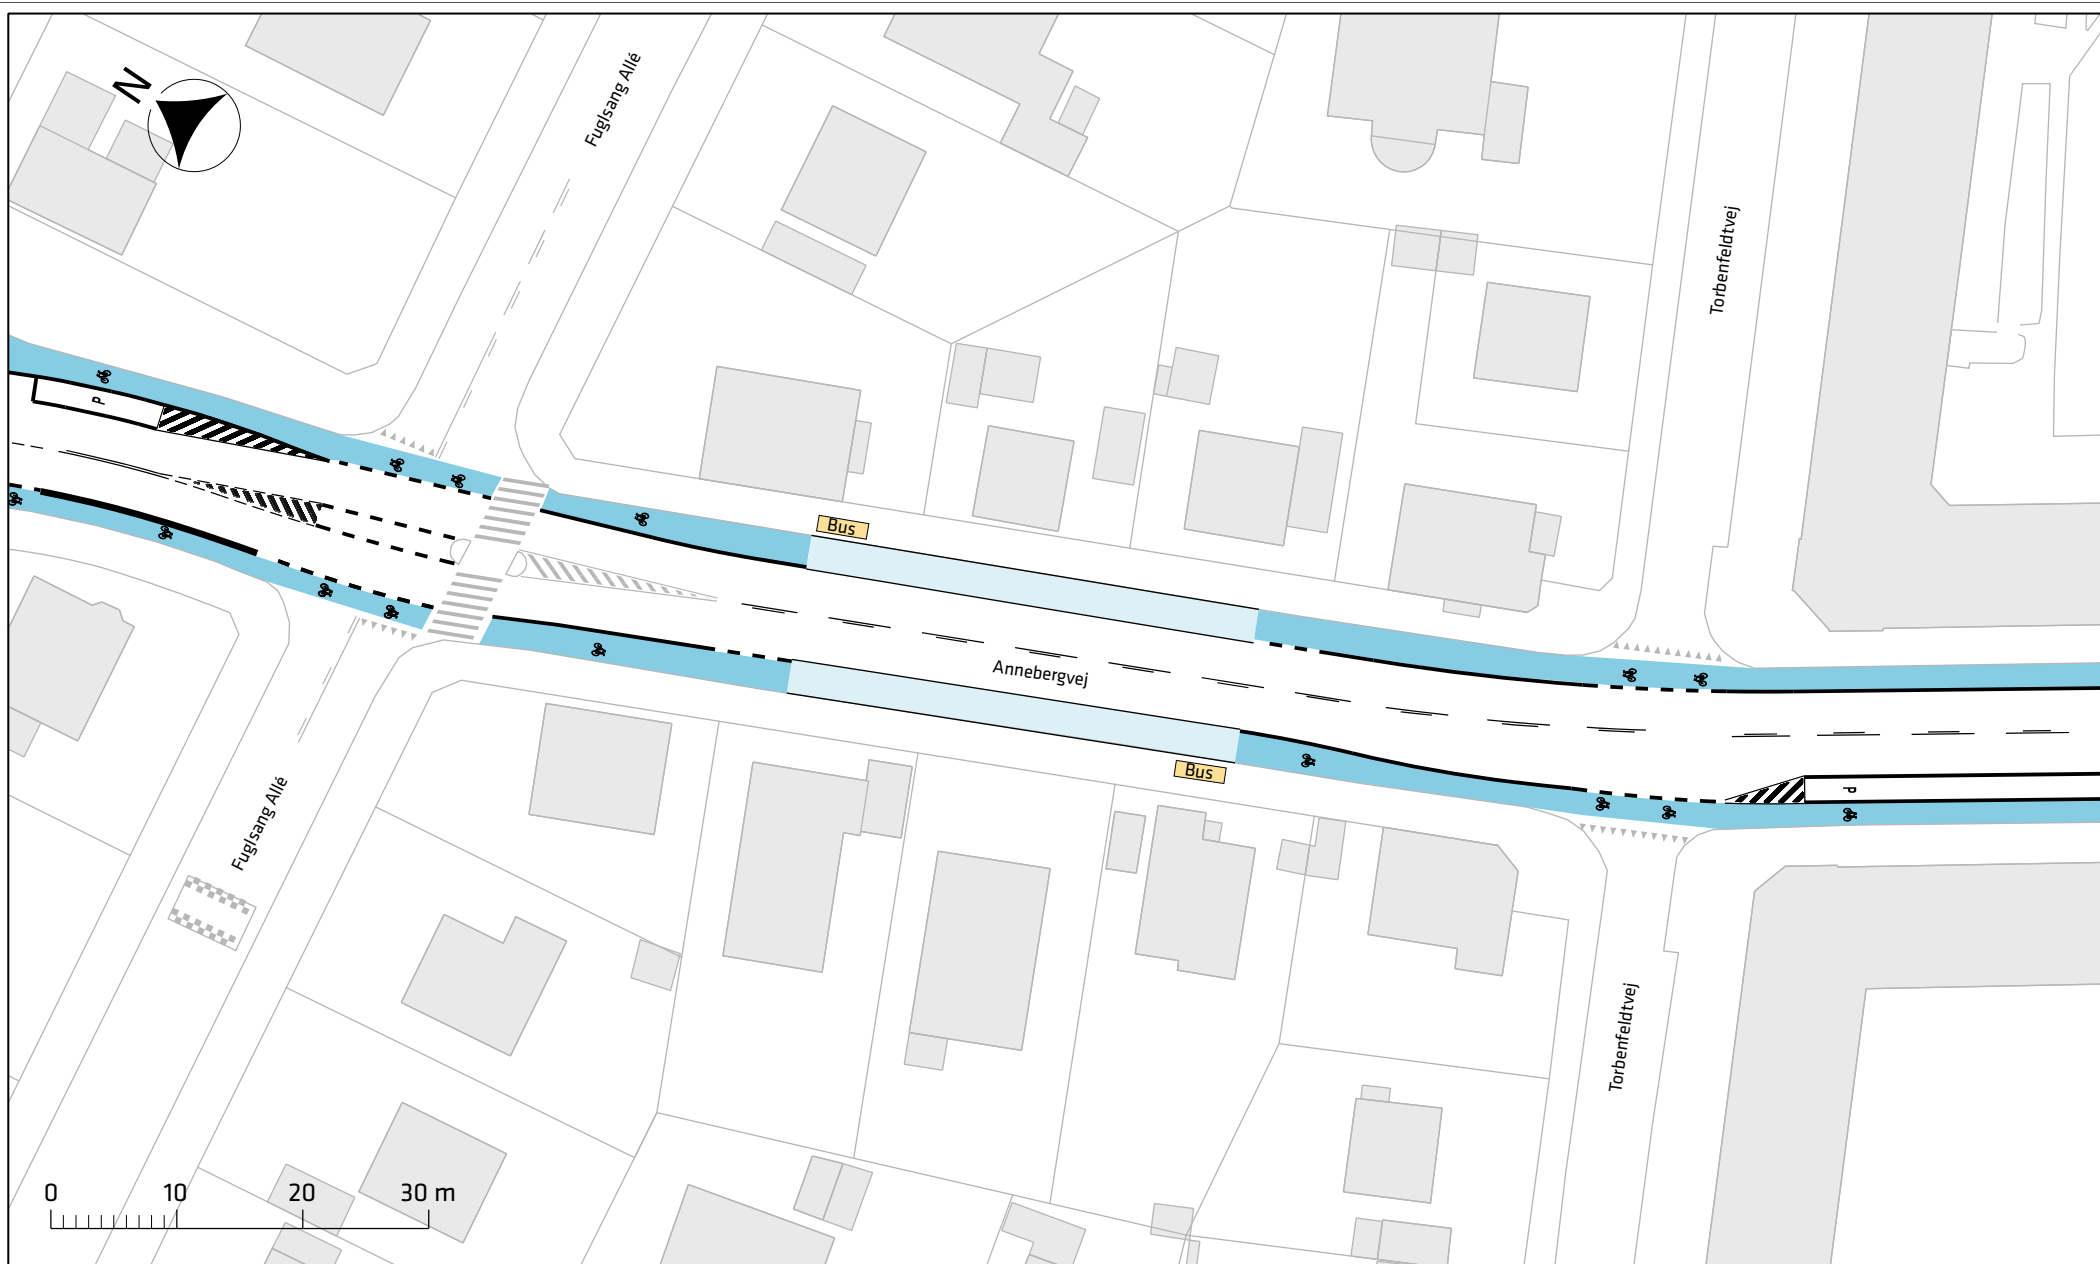 N
Fuglsang Allé
Torbenfeldtvej
P
Bus
Annebergvej
Bus
P
Fuglsang Allé
Torbenfeldtvej
0 10 20 30 m